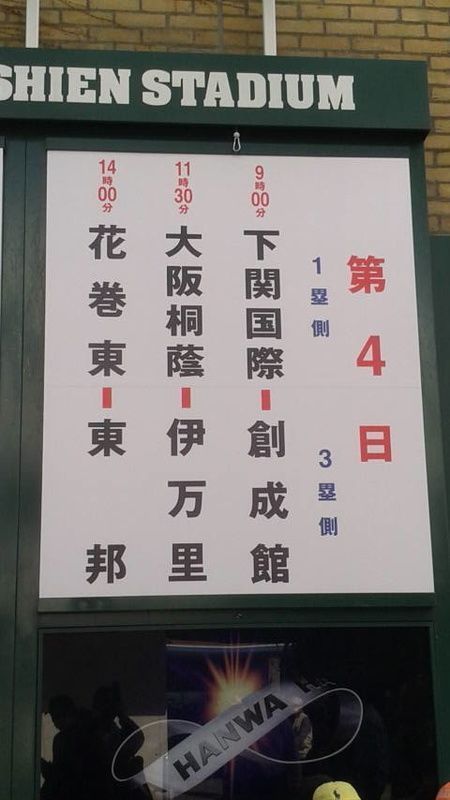 SHIEN STADIUM
第4日
1塁側 3塁側
9時00分 下関国際 - 創成館
11時30分 大阪桐蔭 - 伊万里
14時00分 花巻東 - 東邦
HANWA